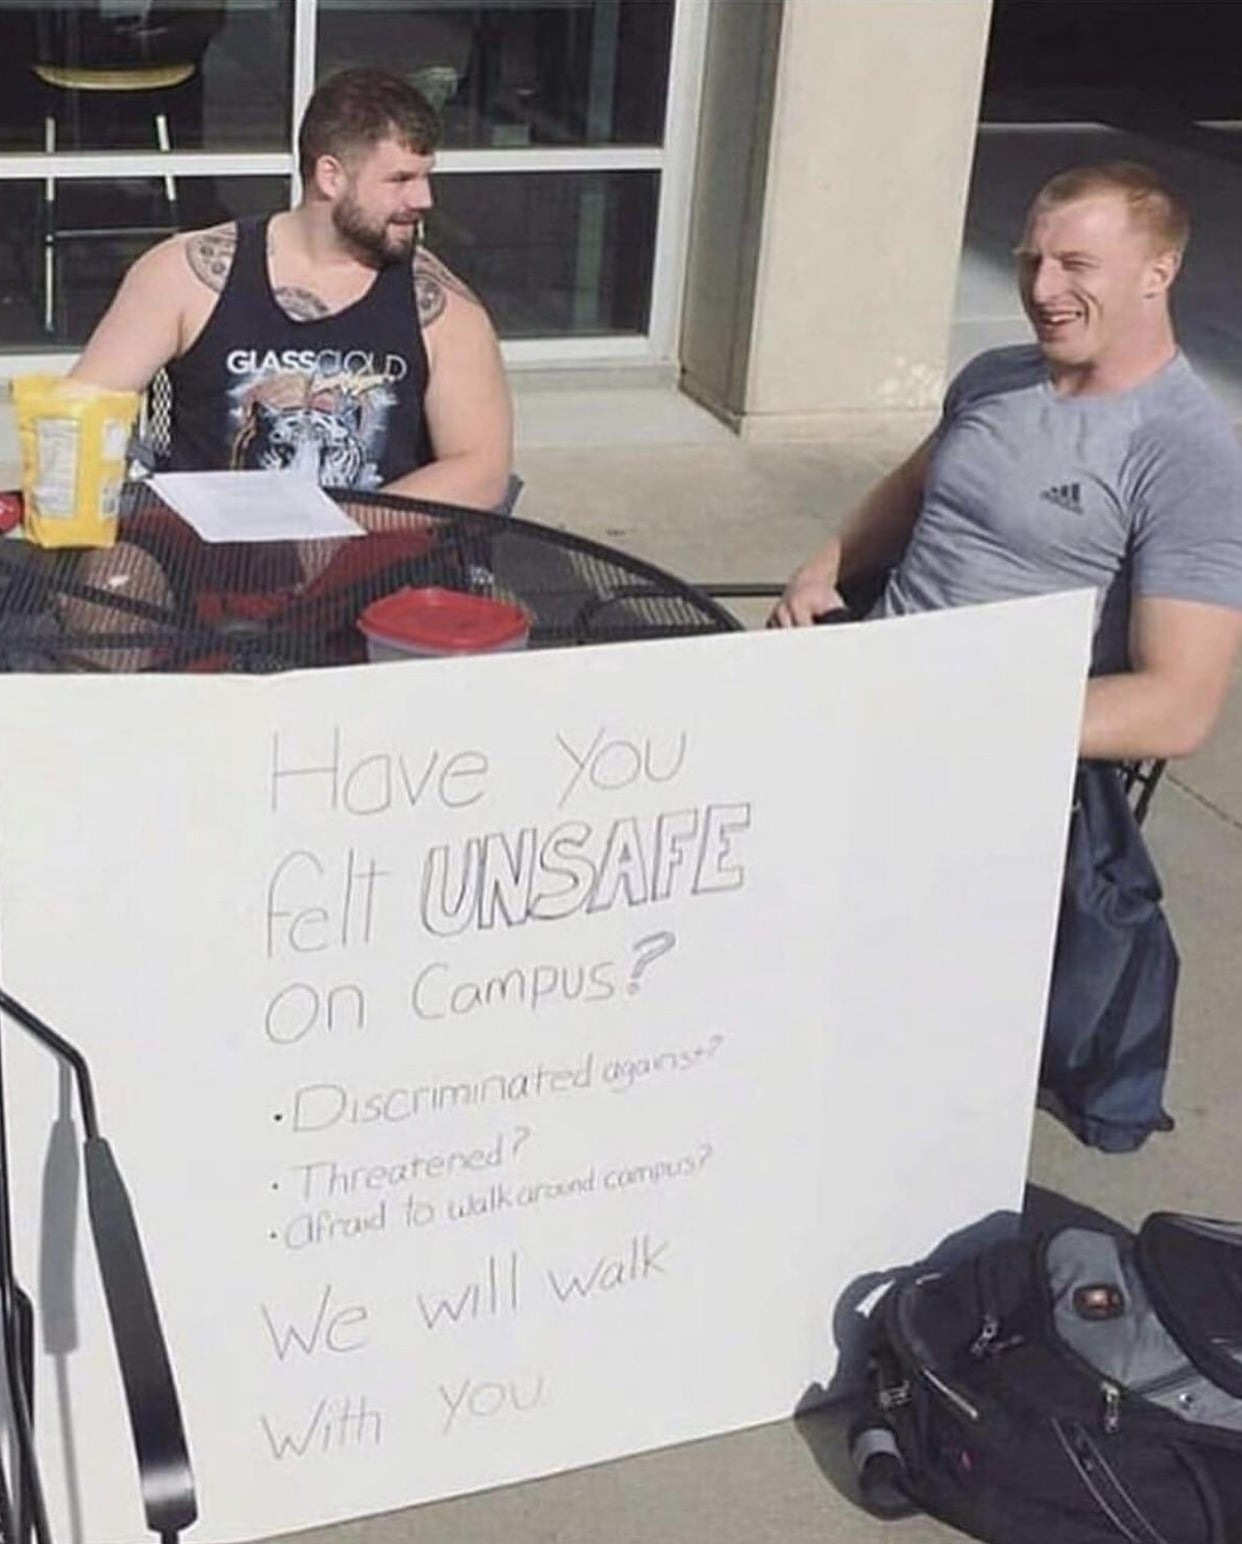 GLASSCLOUD
Have you
felt UNSAFE
on Campus?
• Discriminated against?
• Threatened?
• Afraid to walk around campus?
We will walk
With you